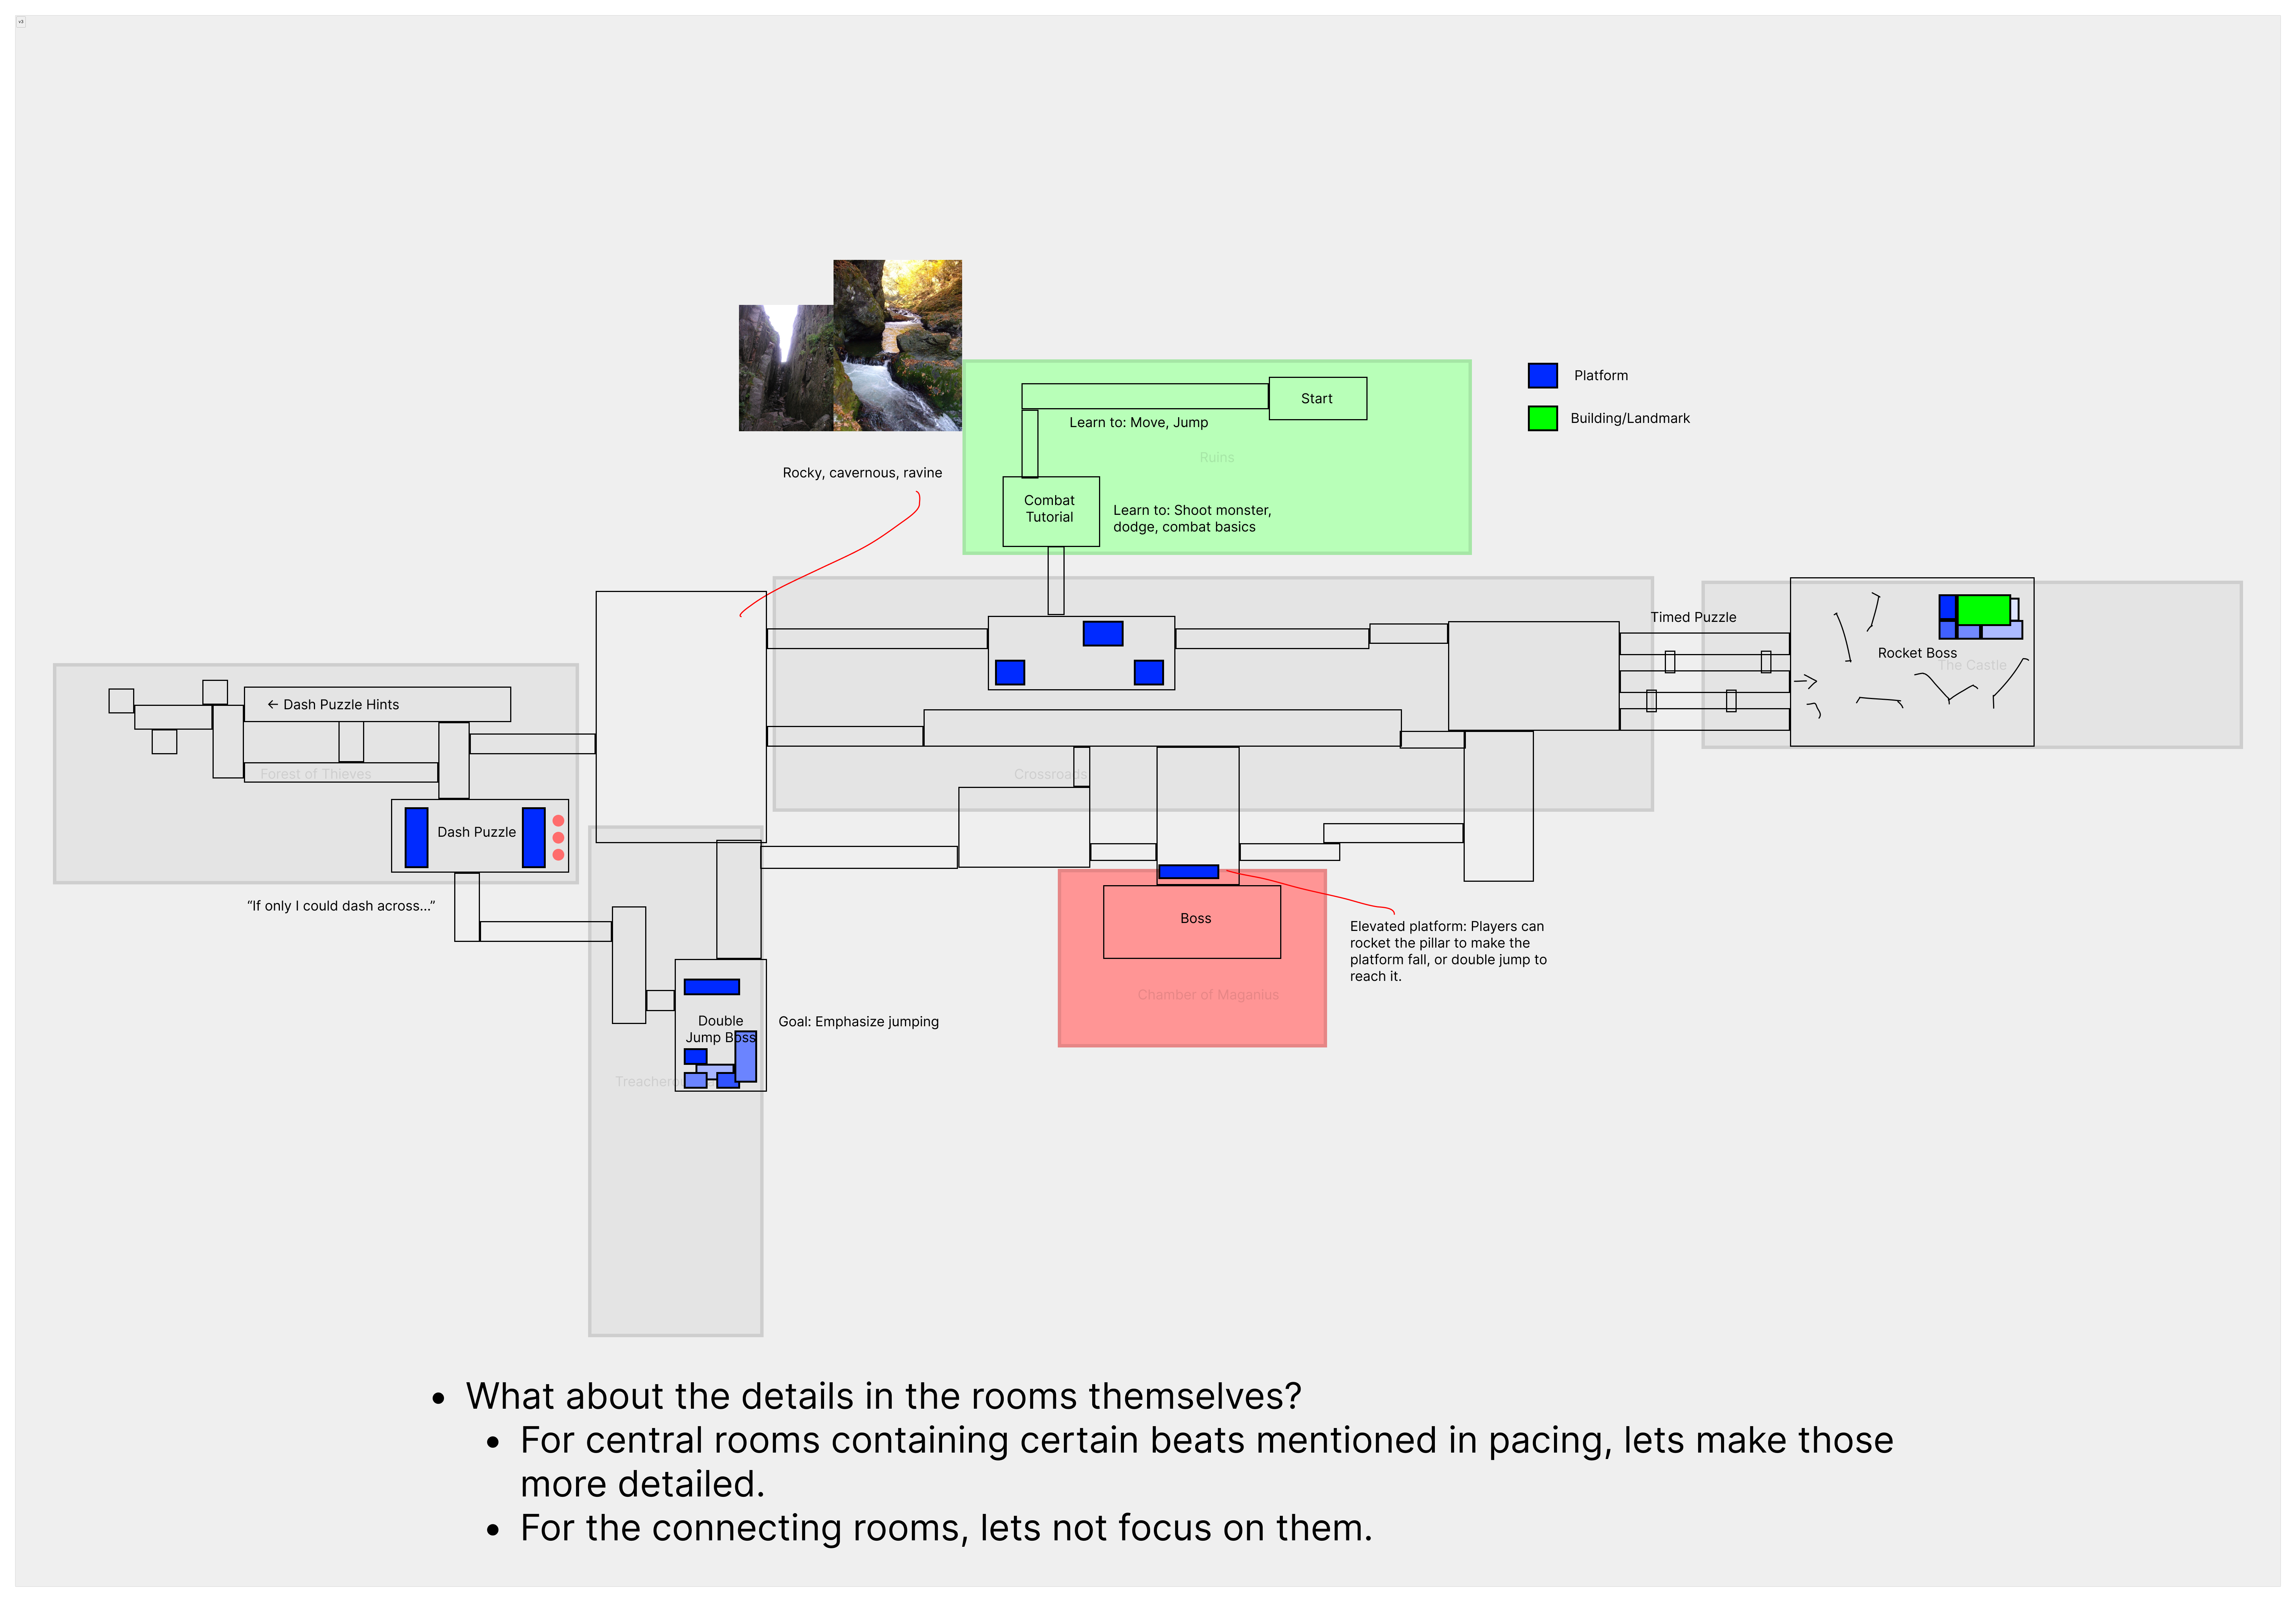 v3
Platform
Start
Building/Landmark
Learn to: Move, Jump
Ruins
Rocky, cavernous, ravine
Combat
Tutorial
Learn to: Shoot monster,
dodge, combat basics
Timed Puzzle
Rocket Boss
The Castle
← Dash Puzzle Hints
Forest of Thieves
Crossroads
Dash Puzzle
“If only I could dash across...”
Boss
Elevated platform: Players can
rocket the pillar to make the
platform fall, or double jump to
reach it.
Chamber of Maganius
Double
Jump Boss
Goal: Emphasize jumping
• What about the details in the rooms themselves?
• For central rooms containing certain beats mentioned in pacing, lets make those
more detailed.
• For the connecting rooms, lets not focus on them.